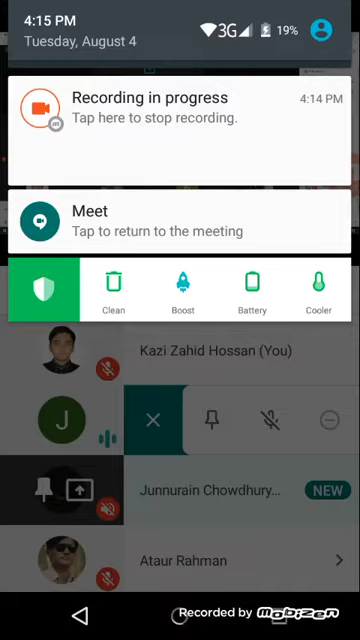 4:15 PM
3G
19%
Tuesday, August 4
Recording in progress
4:14 PM
Tap here to stop recording.
m
Meet
Tap to return to the meeting
Clean
Boost
Battery
Cooler
Kazi Zahid Hossan (You)
J
Junnurain Chowdhury...
NEW
Ataur Rahman
Recorded by mobizen